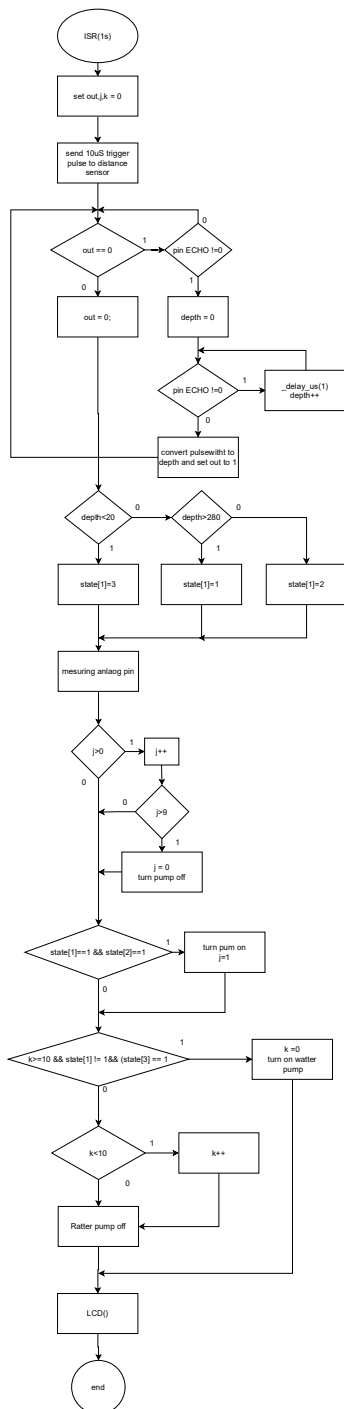 ISR(1s)
set out,j,k = 0
send 10uS trigger
pulse to distance
sensor
0
out == 0
1
pin ECHO !=0
0
1
out = 0;
depth = 0
pin ECHO !=0
1
_delay_us(1)
depth++
0
convert pulsewitht to
depth and set out to 1
depth<20
0
depth>280
0
1
1
state[1]=3
state[1]=1
state[1]=2
mesuring anlaog pin
j>0
1
j++
0
0
j>9
1
j = 0
turn pump off
state[1]==1 && state[2]==1
1
turn pum on
j=1
0
k>=10 && state[1] != 1&& (state[3] == 1
1
k =0
turn on watter
pump
0
k<10
1
k++
0
Ratter pump off
LCD()
end